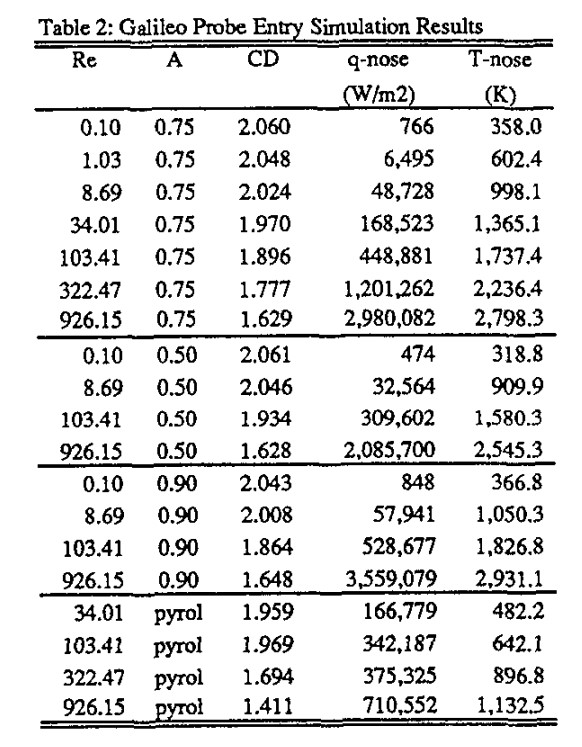 Table 2: Galileo Probe Entry Simulation Results
Re A CD q-nose T-nose
(W/m2) (K)
0.10 0.75 2.060 766 358.0
1.03 0.75 2.048 6,495 602.4
8.69 0.75 2.024 48,728 998.1
34.01 0.75 1.970 168,523 1,365.1
103.41 0.75 1.896 448,881 1,737.4
322.47 0.75 1.777 1,201,262 2,236.4
926.15 0.75 1.629 2,980,082 2,798.3
0.10 0.50 2.061 474 318.8
8.69 0.50 2.046 32,564 909.9
103.41 0.50 1.934 309,602 1,580.3
926.15 0.50 1.628 2,085,700 2,545.3
0.10 0.90 2.043 848 366.8
8.69 0.90 2.008 57,941 1,050.3
103.41 0.90 1.864 528,677 1,826.8
926.15 0.90 1.648 3,559,079 2,931.1
34.01 pyrol 1.959 166,779 482.2
103.41 pyrol 1.969 342,187 642.1
322.47 pyrol 1.694 375,325 896.8
926.15 pyrol 1.411 710,552 1,132.5